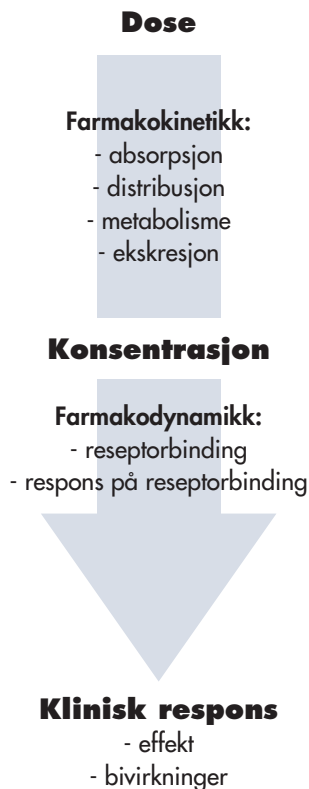 Dose
Farmakokinetikk:
- absorpsjon
- distribusjon
- metabolisme
- ekskresjon
Konsentrasjon
Farmakodynamikk:
- reseptorbinding
- respons på reseptorbinding
Klinisk respons
- effekt
- bivirkninger